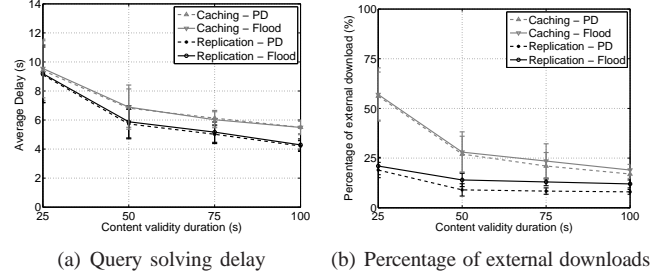 14
12
10
8
6
4
2
0
25
50
75
100
Content validity duration (s)
Average Delay (s)
Caching − PD
Caching − Flood
Replication − PD
Replication − Flood
(a) Query solving delay
100
75
50
25
0
25
50
75
100
Content validity duration (s)
Percentage of external download (%)
Caching − PD
Caching − Flood
Replication − PD
Replication − Flood
(b) Percentage of external downloads